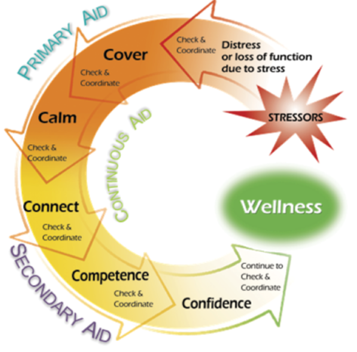 PRIMARY AID
Cover
Check &
Coordinate
Distress
or loss of function
due to stress
Check &
Coordinate
STRESSORS
Calm
CONTINUOUS AID
Check &
Coordinate
Connect
Check &
Coordinate
Wellness
SECONDARY AID
Competence
Check &
Coordinate
Confidence
Continue to
Check &
Coordinate